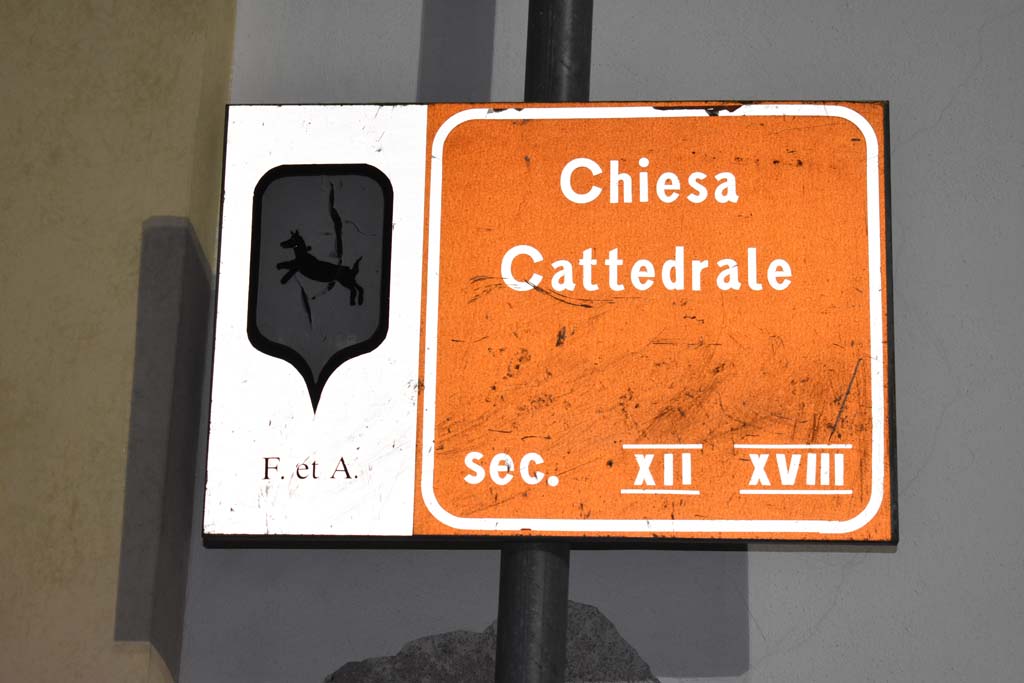 Chiesa
Cattedrale
sec. XII XVIII
F. et A.